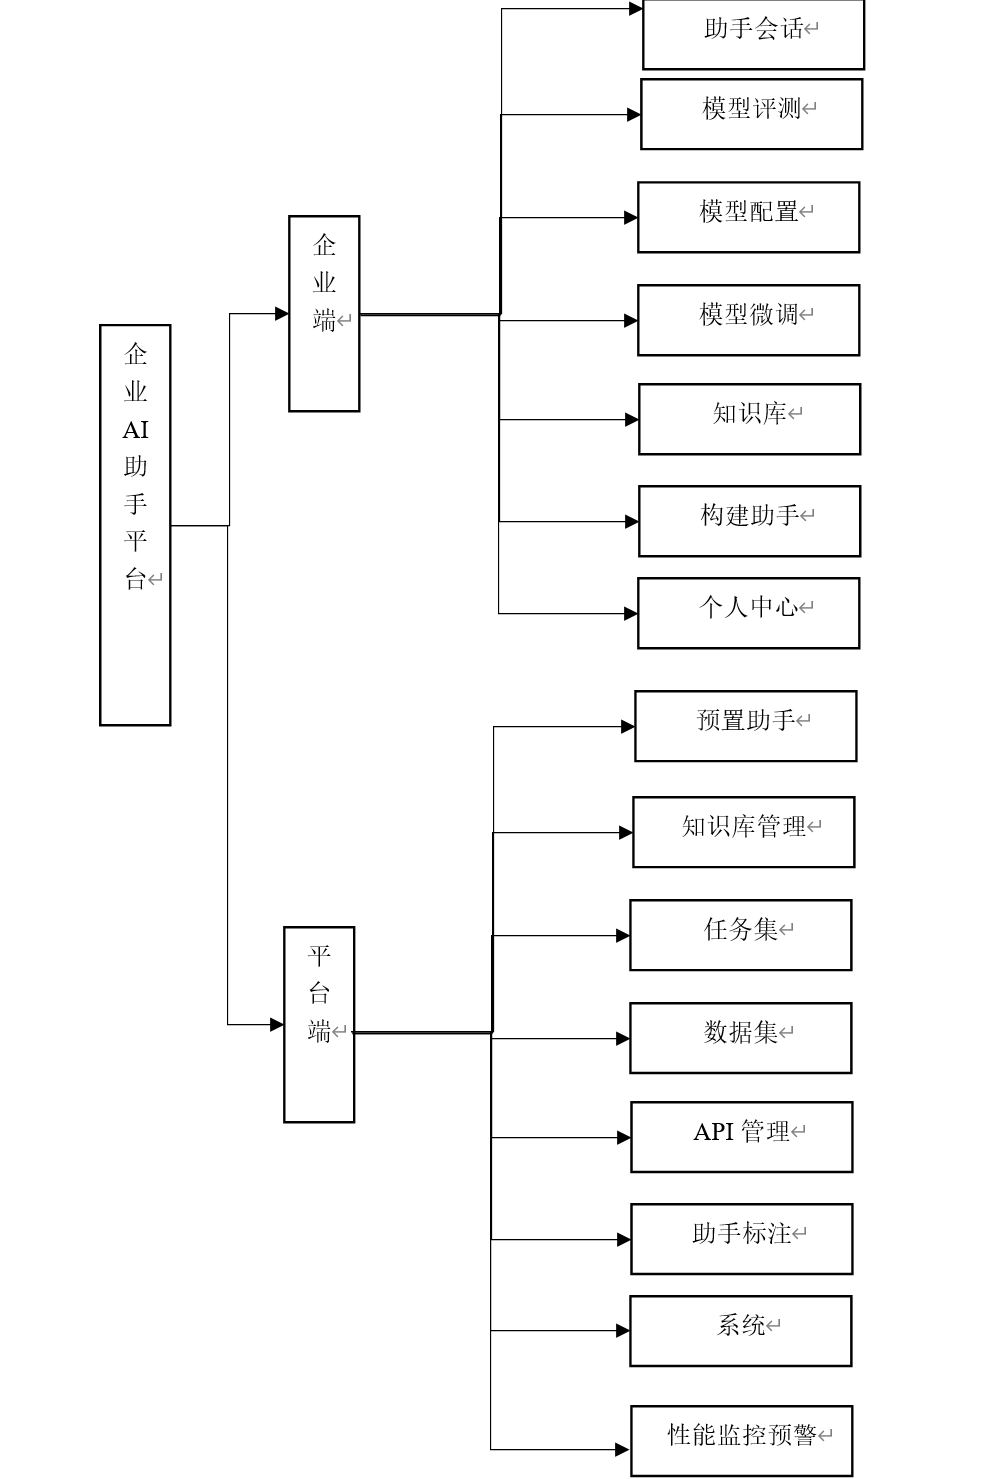 助手会话
模型评测
模型配置
企
业
端
模型微调
企
业
AI
助
手
平
台
知识库
构建助手
个人中心
预置助手
知识库管理
任务集
平
台
端
数据集
API 管理
助手标注
系统
性能监控预警